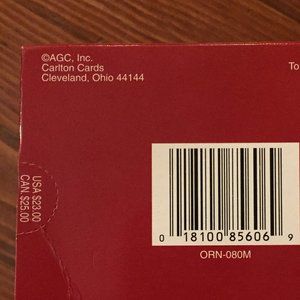 ©AGC, Inc.
Carlton Cards
Cleveland, Ohio 44144
To
USA $23.00
CAN. $25.00
0 18100 85606 9
ORN-080M